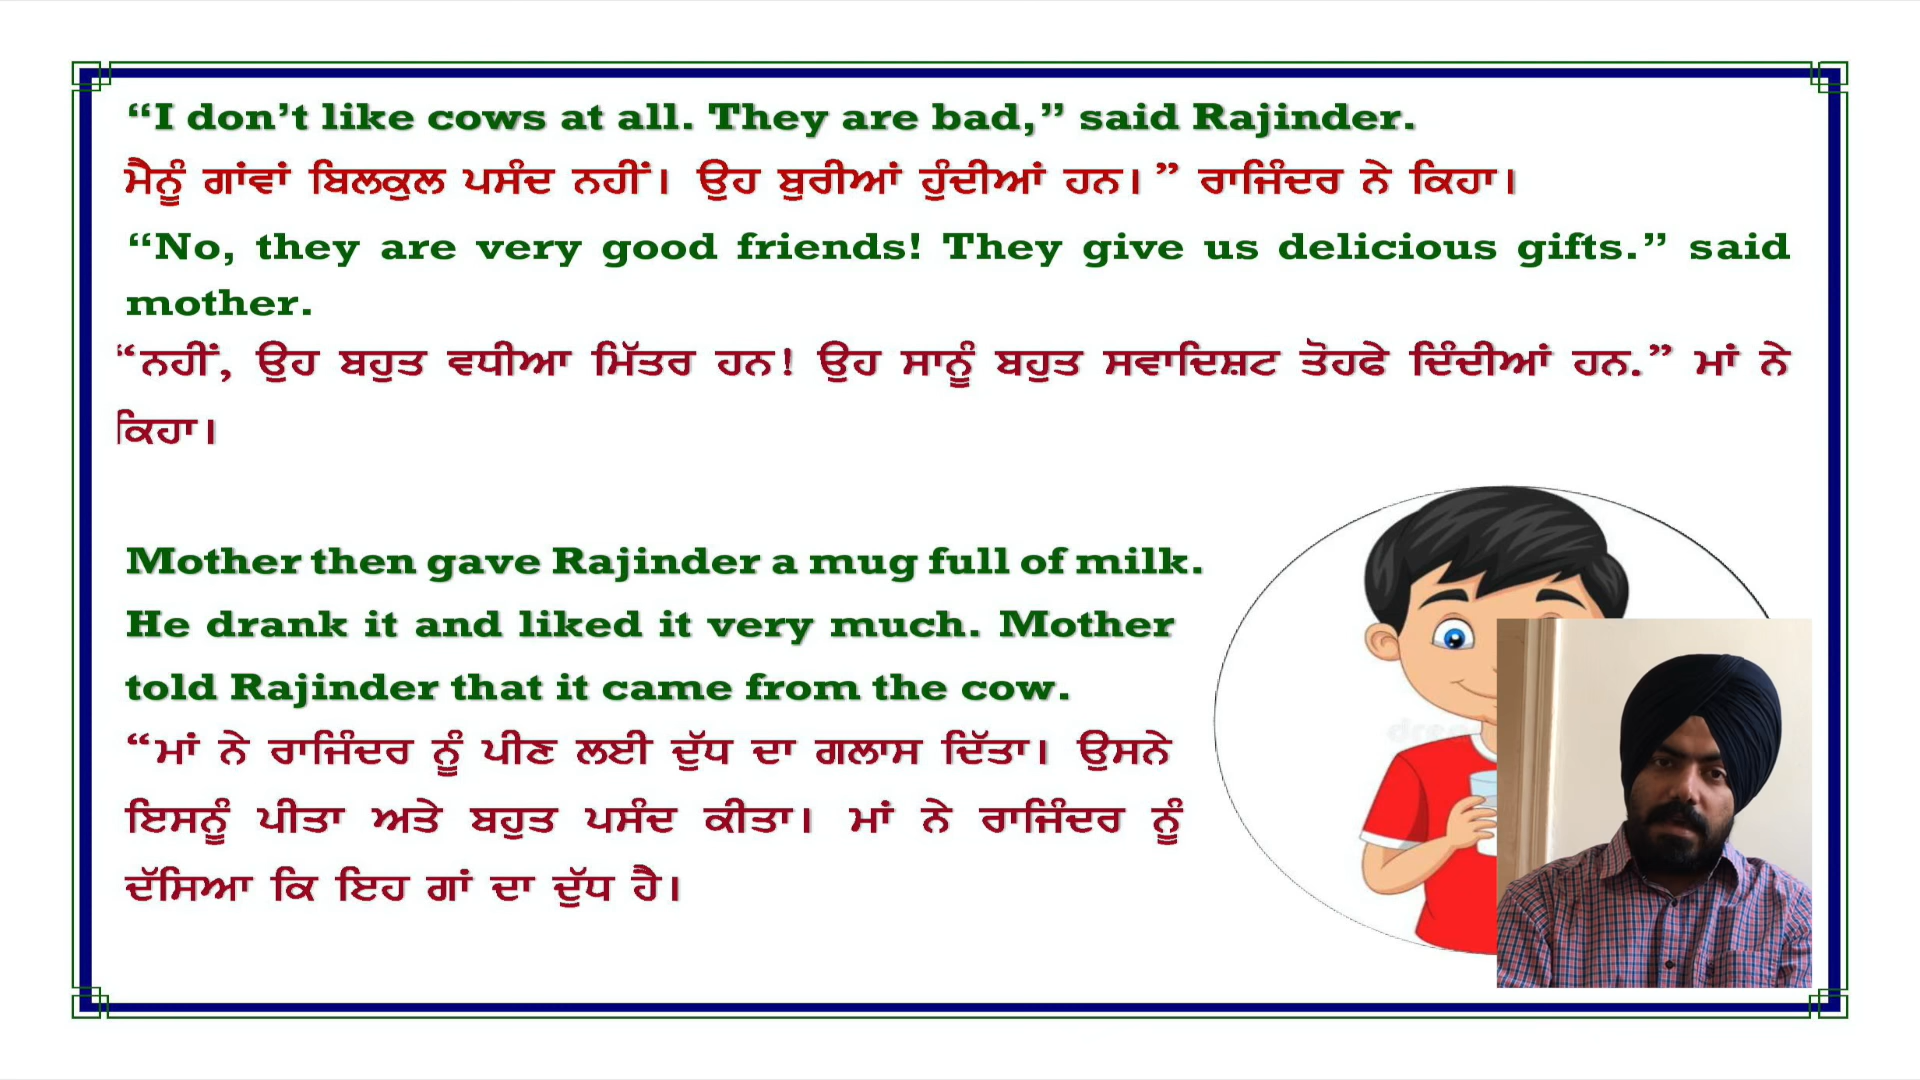 “I don’t like cows at all. They are bad,” said Rajinder.
ਮੈਨੂੰ ਗਾਂਵਾਂ ਬਿਲਕੁਲ ਪਸੰਦ ਨਹੀਂ। ਉਹ ਬੁਰੀਆਂ ਹੁੰਦੀਆਂ ਹਨ।” ਰਾਜਿੰਦਰ ਨੇ ਕਿਹਾ।
“No, they are very good friends! They give us delicious gifts.” said
mother.
“ਨਹੀਂ, ਉਹ ਬਹੁਤ ਵਧੀਆ ਮਿੱਤਰ ਹਨ! ਉਹ ਸਾਨੂੰ ਬਹੁਤ ਸਵਾਦਿਸ਼ਟ ਤੋਹਫੇ ਦਿੰਦੀਆਂ ਹਨ.” ਮਾਂ ਨੇ
ਕਿਹਾ।
Mother then gave Rajinder a mug full of milk.
He drank it and liked it very much. Mother
told Rajinder that it came from the cow.
“ਮਾਂ ਨੇ ਰਾਜਿੰਦਰ ਨੂੰ ਪੀਣ ਲਈ ਦੁੱਧ ਦਾ ਗਲਾਸ ਦਿੱਤਾ। ਉਸਨੇ
ਇਸਨੂੰ ਪੀਤਾ ਅਤੇ ਬਹੁਤ ਪਸੰਦ ਕੀਤਾ। ਮਾਂ ਨੇ ਰਾਜਿੰਦਰ ਨੂੰ
ਦੱਸਿਆ ਕਿ ਇਹ ਗਾਂ ਦਾ ਦੁੱਧ ਹੈ।